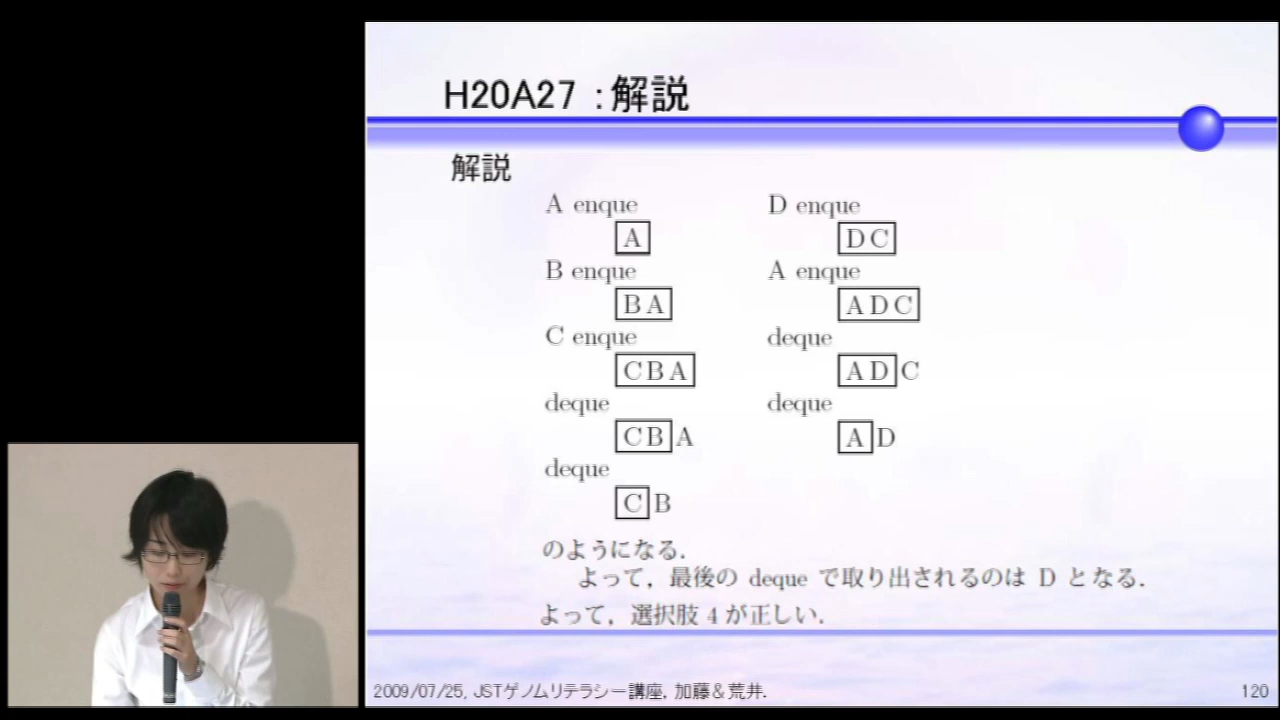 H20A27 : 解説
解説
A enque
A
B enque
B A
C enque
C B A
deque
C B A
deque
C B
D enque
D C
A enque
A D C
deque
A D C
deque
A D
のようになる.
よって, 最後の deque で取り出されるのは D となる.
よって, 選択肢 4 が正しい.
2009/07/25, JSTゲノムリテラシー講座, 加藤&荒井.
120